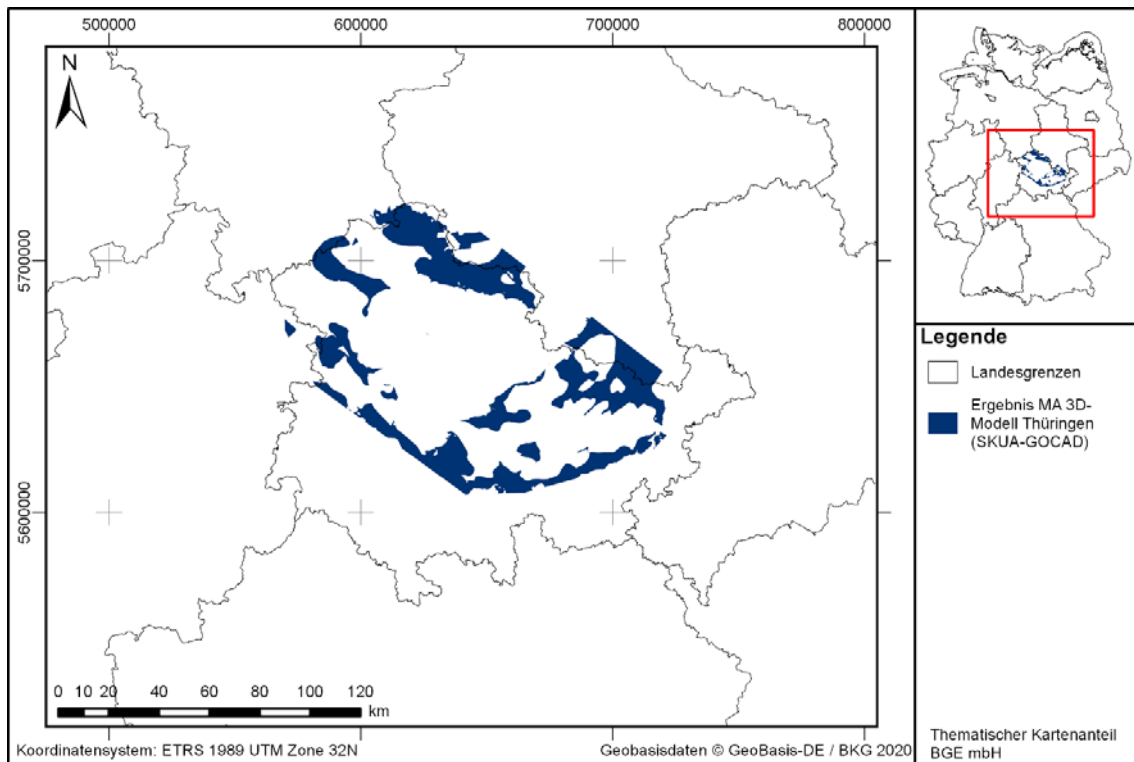 500000
600000
700000
800000
N
5700000
5600000
0 10 20 40 60 80 100 120
km
Koordinatensystem: ETRS 1989 UTM Zone 32N
Geobasisdaten © GeoBasis-DE / BKG 2020
Legende
Landesgrenzen
Ergebnis MA 3D-
Modell Thüringen
(SKUA-GOCAD)
Thematischer Kartenanteil
BGE mbH